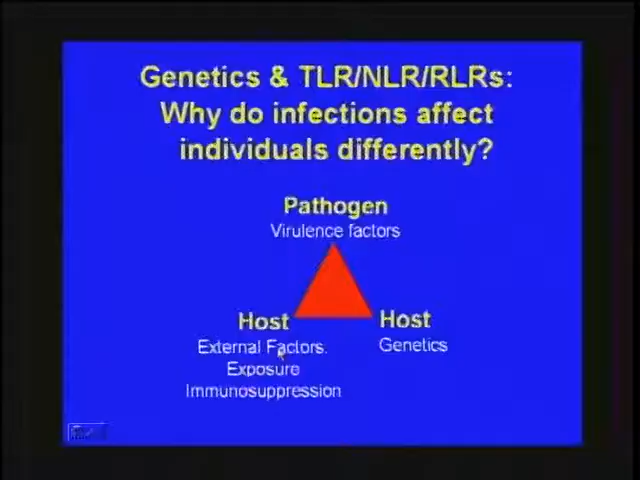 Genetics & TLR/NLR/RLRs:
Why do infections affect
individuals differently?
Pathogen
Virulence factors
Host
External Factors.
Exposure
Immunosuppression
Host
Genetics